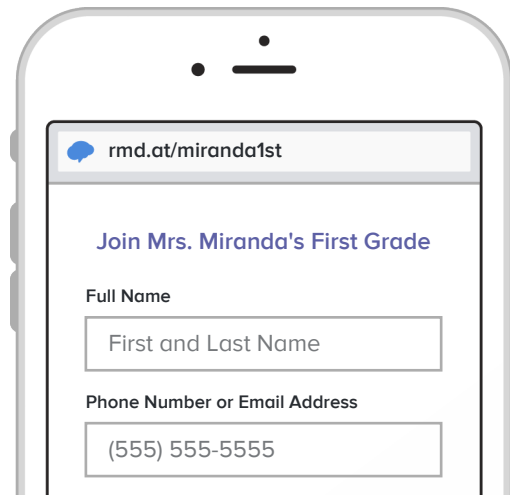 rmd.at/miranda1st
Join Mrs. Miranda's First Grade
Full Name
First and Last Name
Phone Number or Email Address
(555) 555-5555